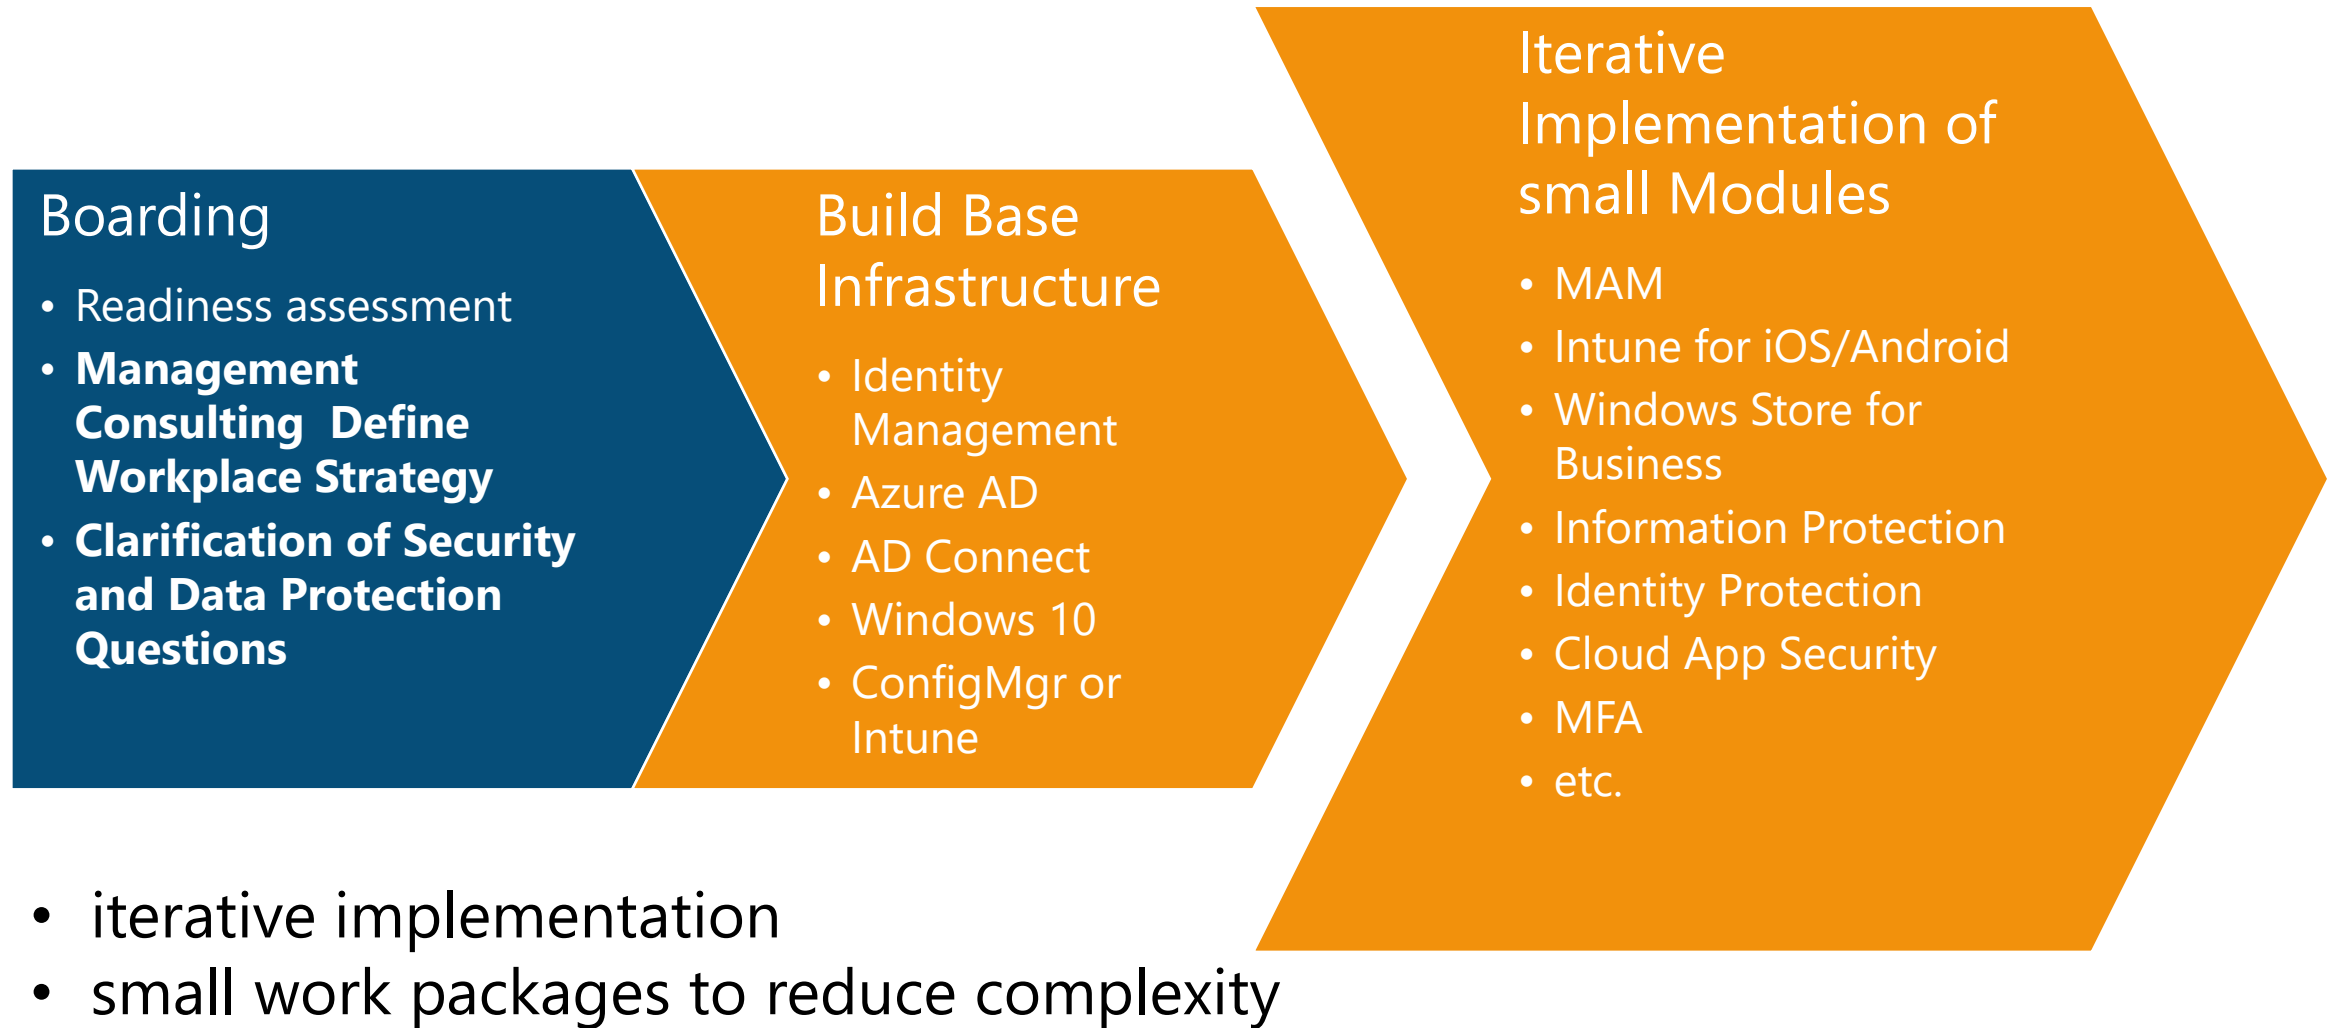 Boarding
• Readiness assessment
• Management
Consulting  Define
Workplace Strategy
• Clarification of Security
and Data Protection
Questions
Build Base
Infrastructure
• Identity
Management
• Azure AD
• AD Connect
• Windows 10
• ConfigMgr or
Intune
Iterative
Implementation of
small Modules
• MAM
• Intune for iOS/Android
• Windows Store for
Business
• Information Protection
• Identity Protection
• Cloud App Security
• MFA
• etc.
• iterative implementation
• small work packages to reduce complexity